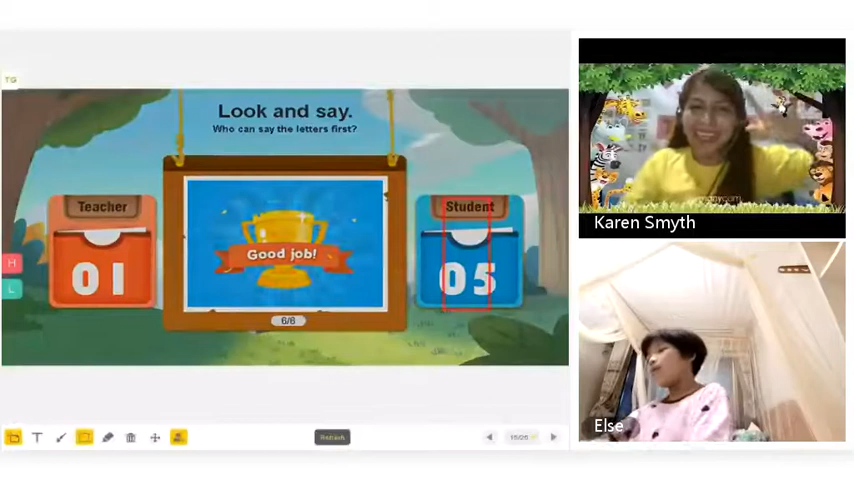 TG
Look and say.
Who can say the letters first?
Teacher
Student
01
Good job!
05
6/6
H
L
T
Refresh
Karen Smyth
Else